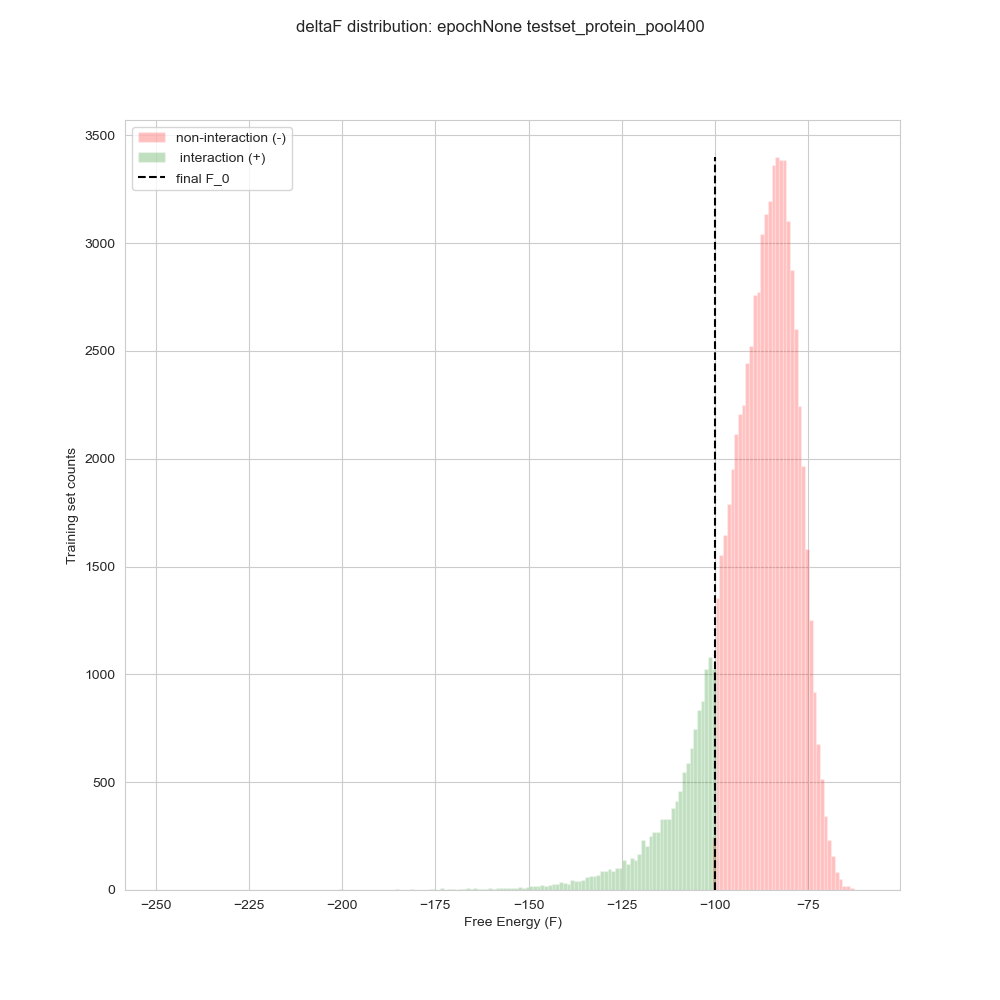 deltaF distribution: epochNone testset_protein_pool400
non-interaction (-)
interaction (+)
final F_0
3500
3000
2500
2000
1500
1000
500
0
Training set counts
−250
−225
−200
−175
−150
−125
−100
−75
Free Energy (F)